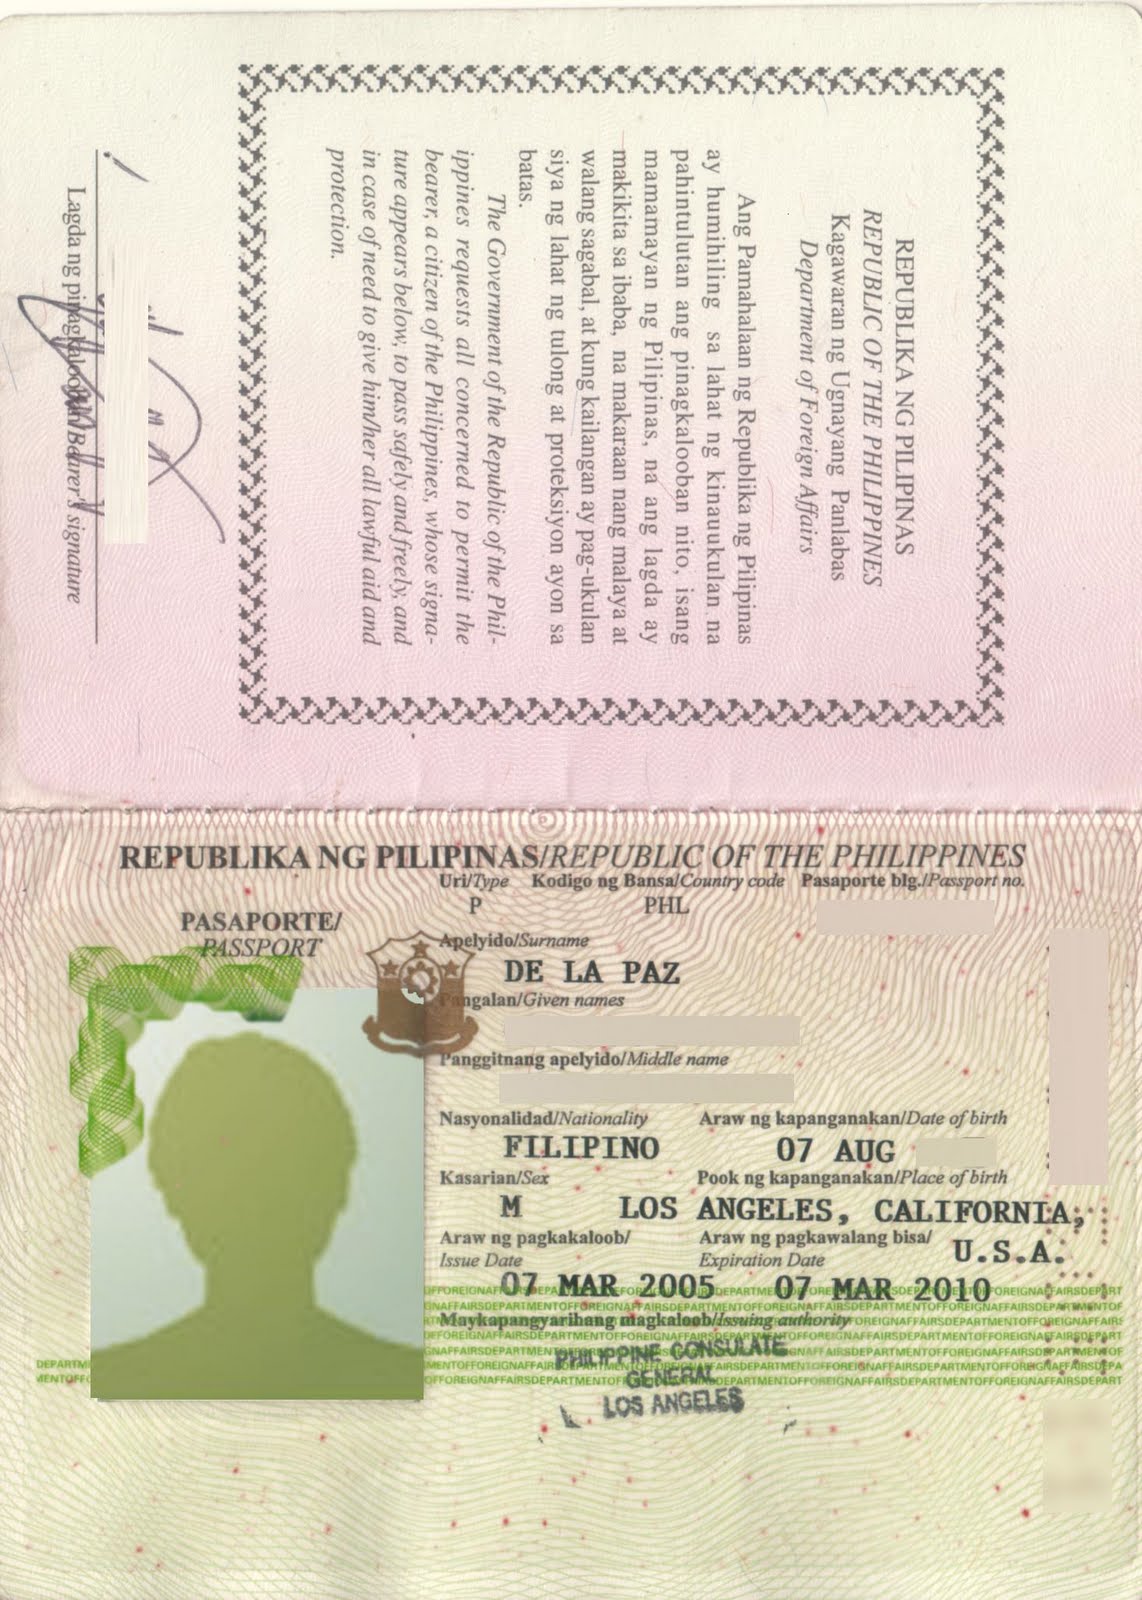 REPUBLIKA NG PILIPINAS
REPUBLIC OF THE PHILIPPINES
Kagawaran ng Ugnayang Panlabas
Department of Foreign Affairs
Ang Pamahalaan ng Republika ng Pilipinas
ay humihiling sa lahat ng kinauukulan na
pahintulutan ang pinagkalooban nito, isang
mamamayan ng Pilipinas, na ang lagda ay
makikita sa ibaba, na makaraan nang malaya at
walang sagabal, at kung kailangan ay pag-ukulan
siya ng lahat ng tulong at proteksiyon ayon sa
batas.
The Government of the Republic of the Phil-
ippines requests all concerned to permit the
bearer, a citizen of the Philippines, whose signa-
ture appears below, to pass safely and freely, and
in case of need to give him/her all lawful aid and
protection.
Lagda ng pinagkalooban/Bearer's signature
REPUBLIKA NG PILIPINAS/REPUBLIC OF THE PHILIPPINES
Uri/Type Kodigo ng Bansa/Country code Pasaporte blg./Passport no.
P PHL
PASAPORTE/
PASSPORT
Apelyido/Surname
DE LA PAZ
Pangalan/Given names
Panggitnang apelyido/Middle name
Nasyonalidad/Nationality Araw ng kapanganakan/Date of birth
FILIPINO 07 AUG
Kasarian/Sex Pook ng kapanganakan/Place of birth
M LOS ANGELES, CALIFORNIA,
U.S.A.
Araw ng pagkakaloob/ Araw ng pagkawalang bisa/
Issue Date Expiration Date
07 MAR 2005 07 MAR 2010
Maykapangyarihang magkaloob/Issuing authority
PHILIPPINE CONSULATE
GENERAL
LOS ANGELES